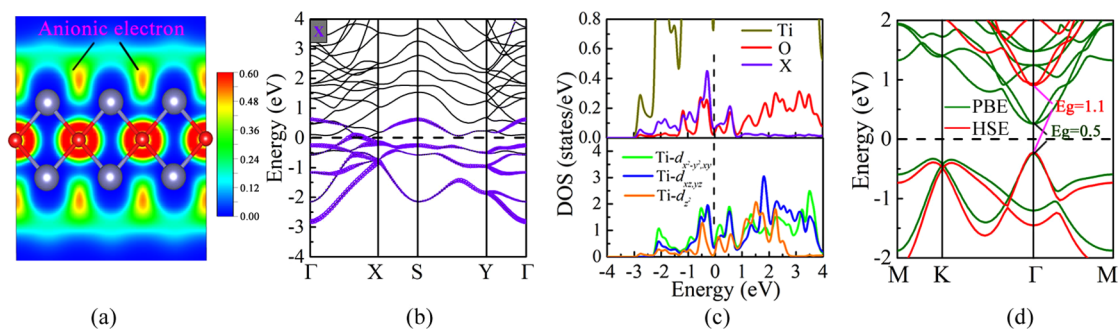 Anionic electron
0.60
0.48
0.36
0.24
0.12
0.00
(a)
X
Energy (eV)
4
3
2
1
0
-1
-2
-3
-4
Γ X S Y Γ
(b)
DOS (states/eV)
0.8
0.6
0.4
0.2
0.0
Ti
O
X
5
4
3
2
1
0
Ti-dx²-y²,xy
Ti-dxz,yz
Ti-dz²
-4 -3 -2 -1 0 1 2 3 4
Energy (eV)
(c)
Energy (eV)
2
1
0
-1
-2
PBE
HSE
Eg=1.1
Eg=0.5
M K Γ M
(d)